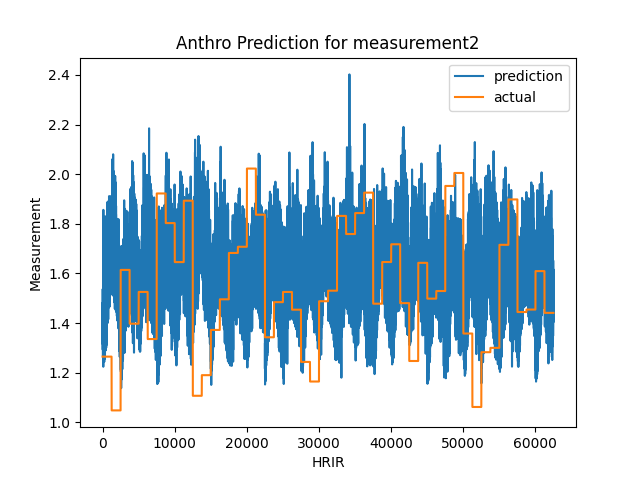 Anthro Prediction for measurement2
prediction
actual
Measurement
2.4
2.2
2.0
1.8
1.6
1.4
1.2
1.0
0 10000 20000 30000 40000 50000 60000
HRIR